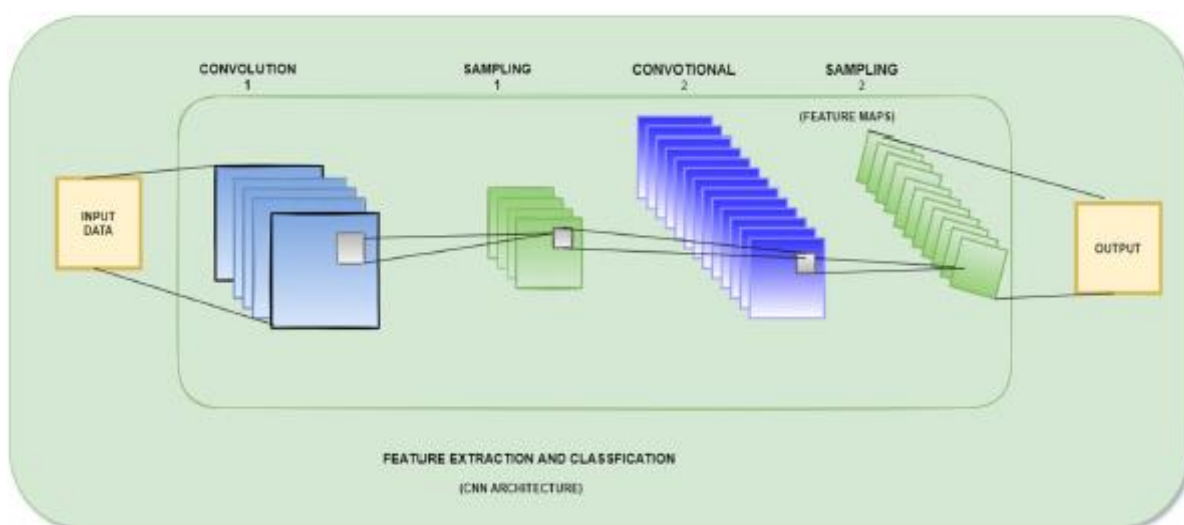 CONVOLUTION
1
SAMPLING
1
CONVOTIONAL
2
SAMPLING
2
(FEATURE MAPS)
INPUT
DATA
OUTPUT
FEATURE EXTRACTION AND CLASSFICATION
(CNN ARCHITECTURE)